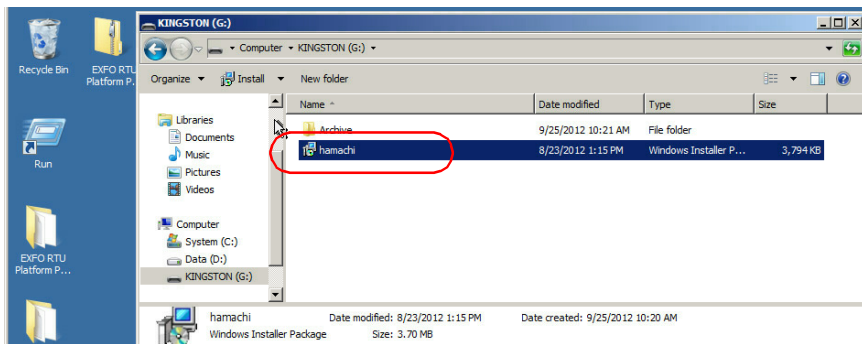 KINGSTON (G:)
Computer KINGSTON (G:)
Organize Install New folder
Name Date modified Type Size
Archive 9/25/2012 10:21 AM File folder
hamachi 8/23/2012 1:15 PM Windows Installer P... 3,794 KB
Libraries
Documents
Music
Pictures
Videos
Computer
System (C:)
Data (D:)
KINGSTON (G:)
hamachi Date modified: 8/23/2012 1:15 PM Date created: 9/25/2012 10:20 AM
Windows Installer Package Size: 3.70 MB
Recycle Bin
EXFO RTU
Platform P.
Run
EXFO RTU
Platform P...